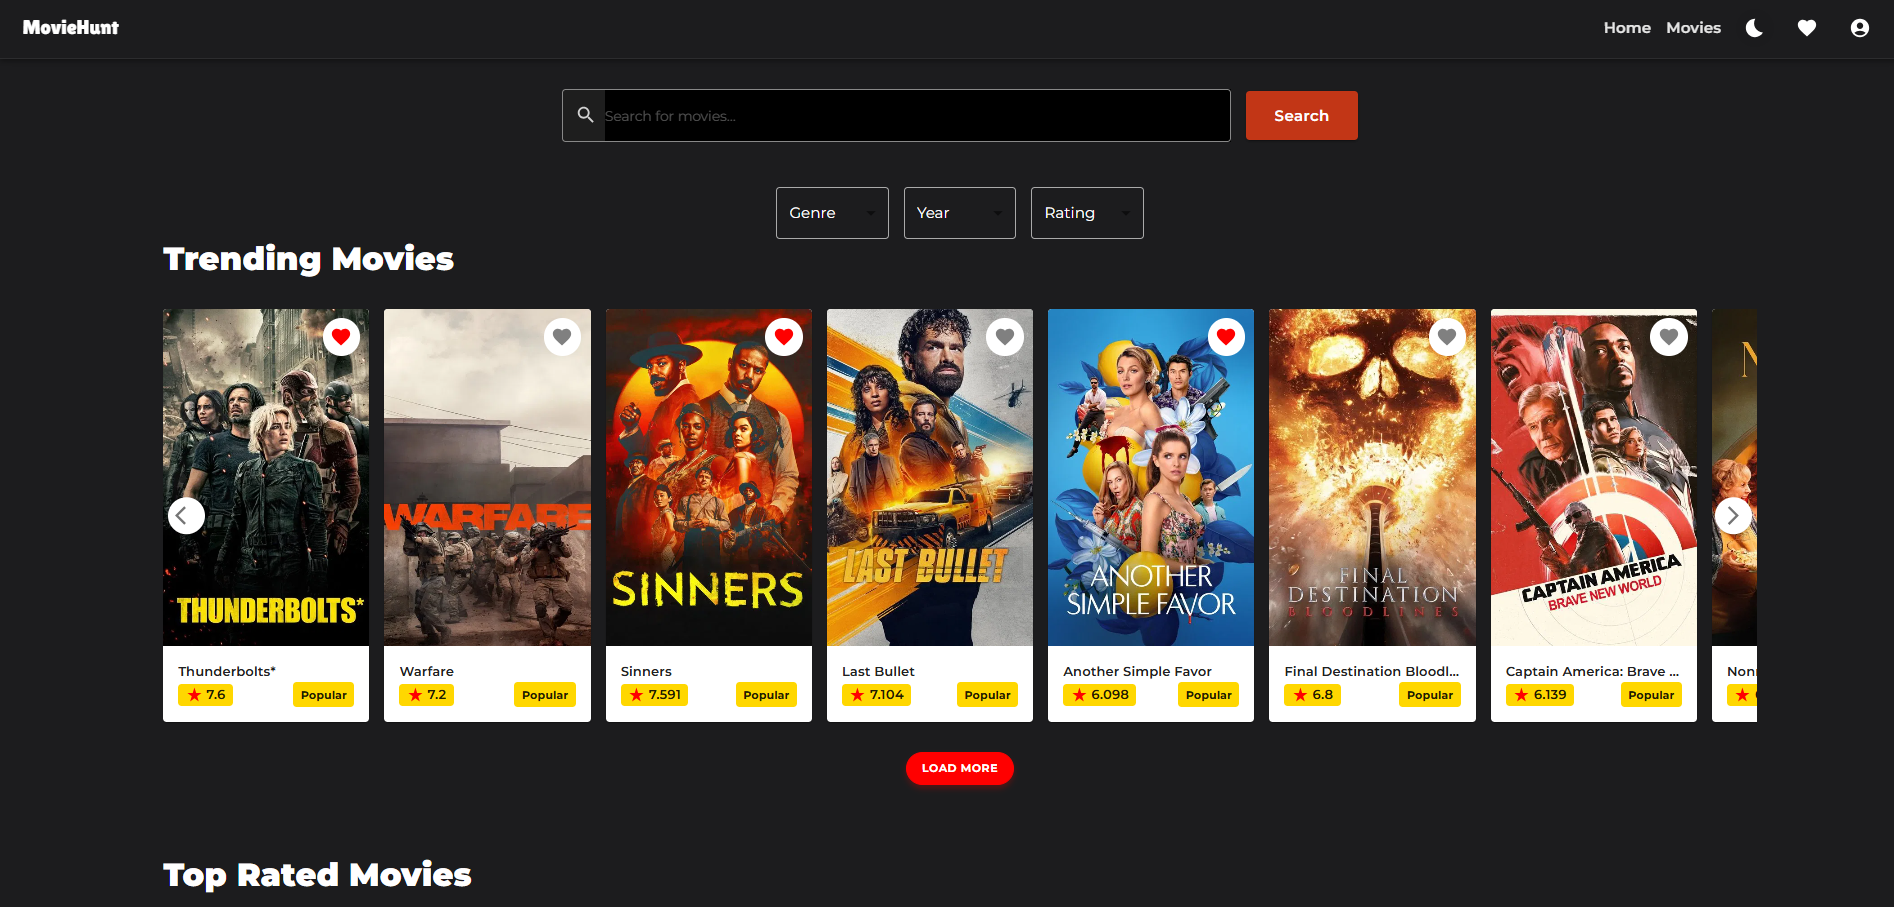 MovieHunt
Home Movies
Search for movies...
Search
Genre
Year
Rating
Trending Movies
THUNDERBOLTS*
WARFARE
SINNERS
LAST BULLET
ANOTHER
SIMPLE FAVOR
FINAL
DESTINATION
BLOODLINES
CAPTAIN AMERICA
BRAVE NEW WORLD
N
Thunderbolts*
7.6 Popular
Warfare
7.2 Popular
Sinners
7.591 Popular
Last Bullet
7.104 Popular
Another Simple Favor
6.098 Popular
Final Destination Bloodl...
6.8 Popular
Captain America: Brave ...
6.139 Popular
LOAD MORE
Top Rated Movies